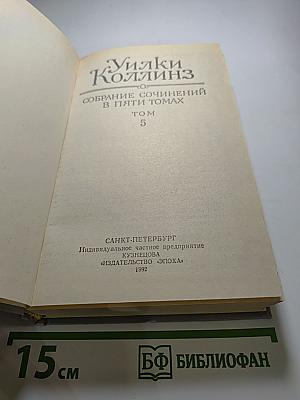 Уилки
Коллинз
СОБРАНИЕ СОЧИНЕНИЙ
В ПЯТИ ТОМАХ
ТОМ
5
САНКТ-ПЕТЕРБУРГ
Индивидуальное частное предприятие
КУЗНЕЦОВА
«ИЗДАТЕЛЬСТВО «ЭПОХА»
1992
15 см
БФ БИБЛИОФАН